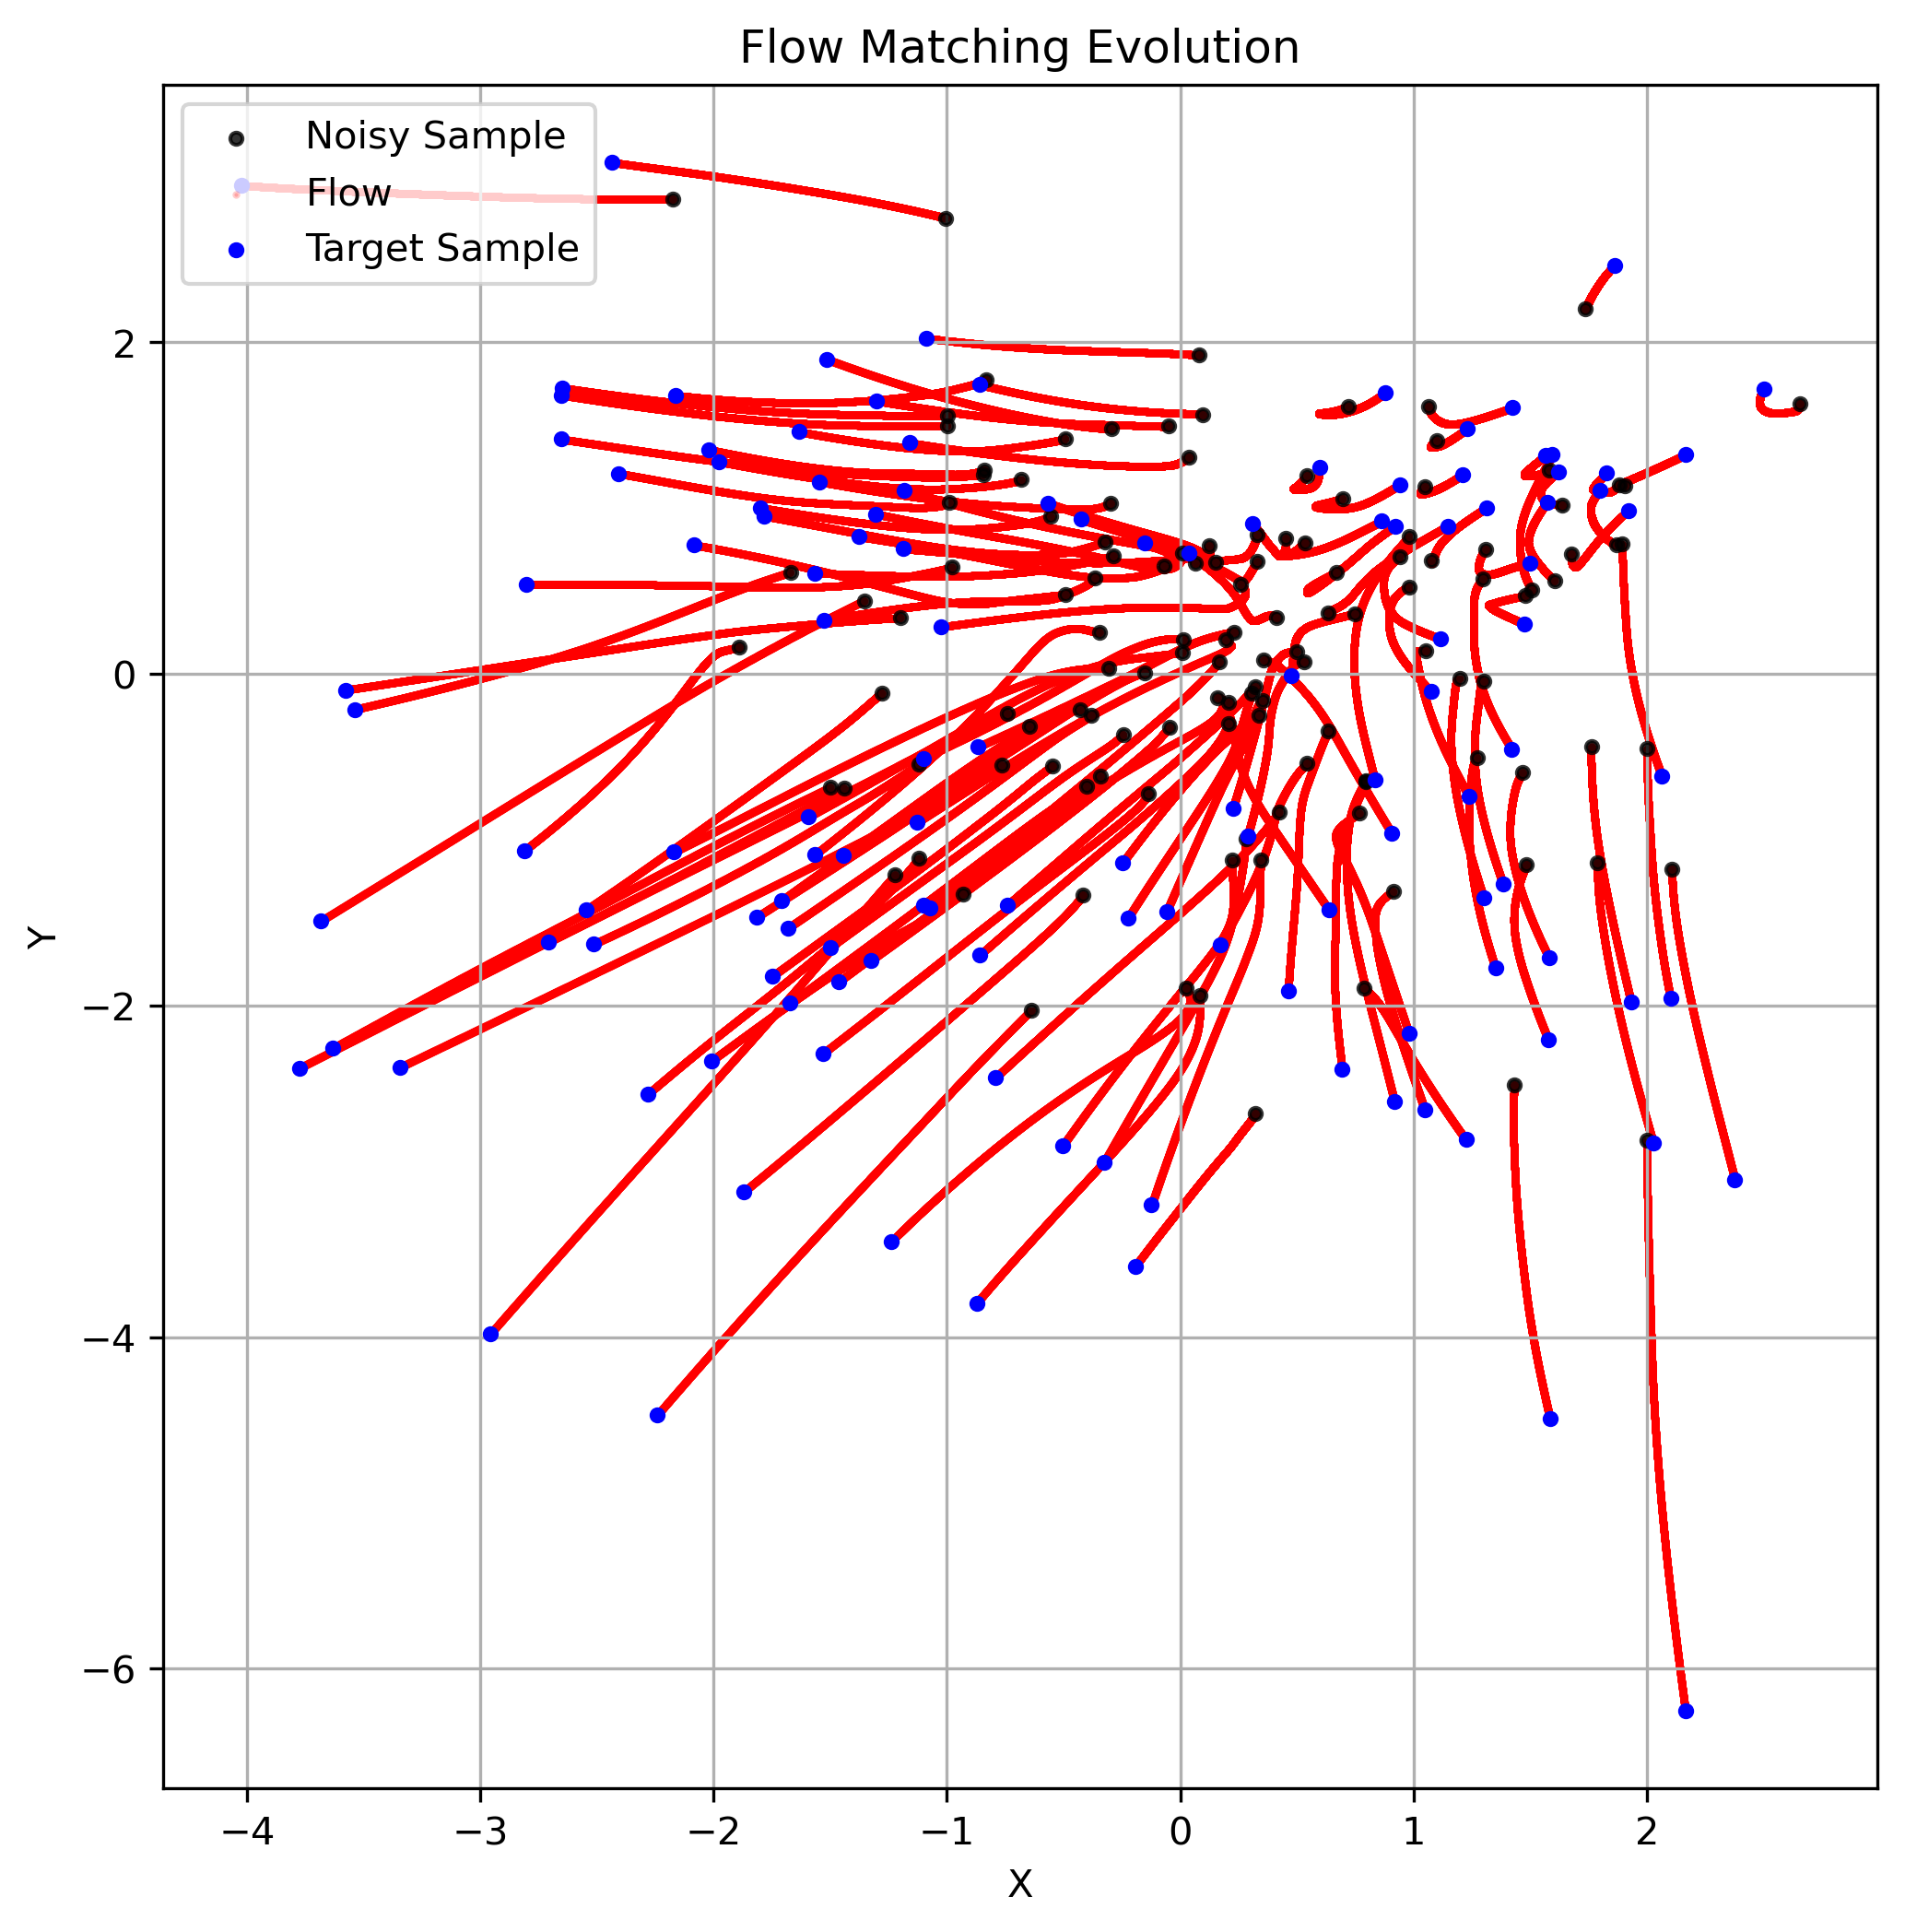 Flow Matching Evolution
Noisy Sample
Flow
Target Sample
2
0
−2
−4
−6
Y
−4 −3 −2 −1 0 1 2
X